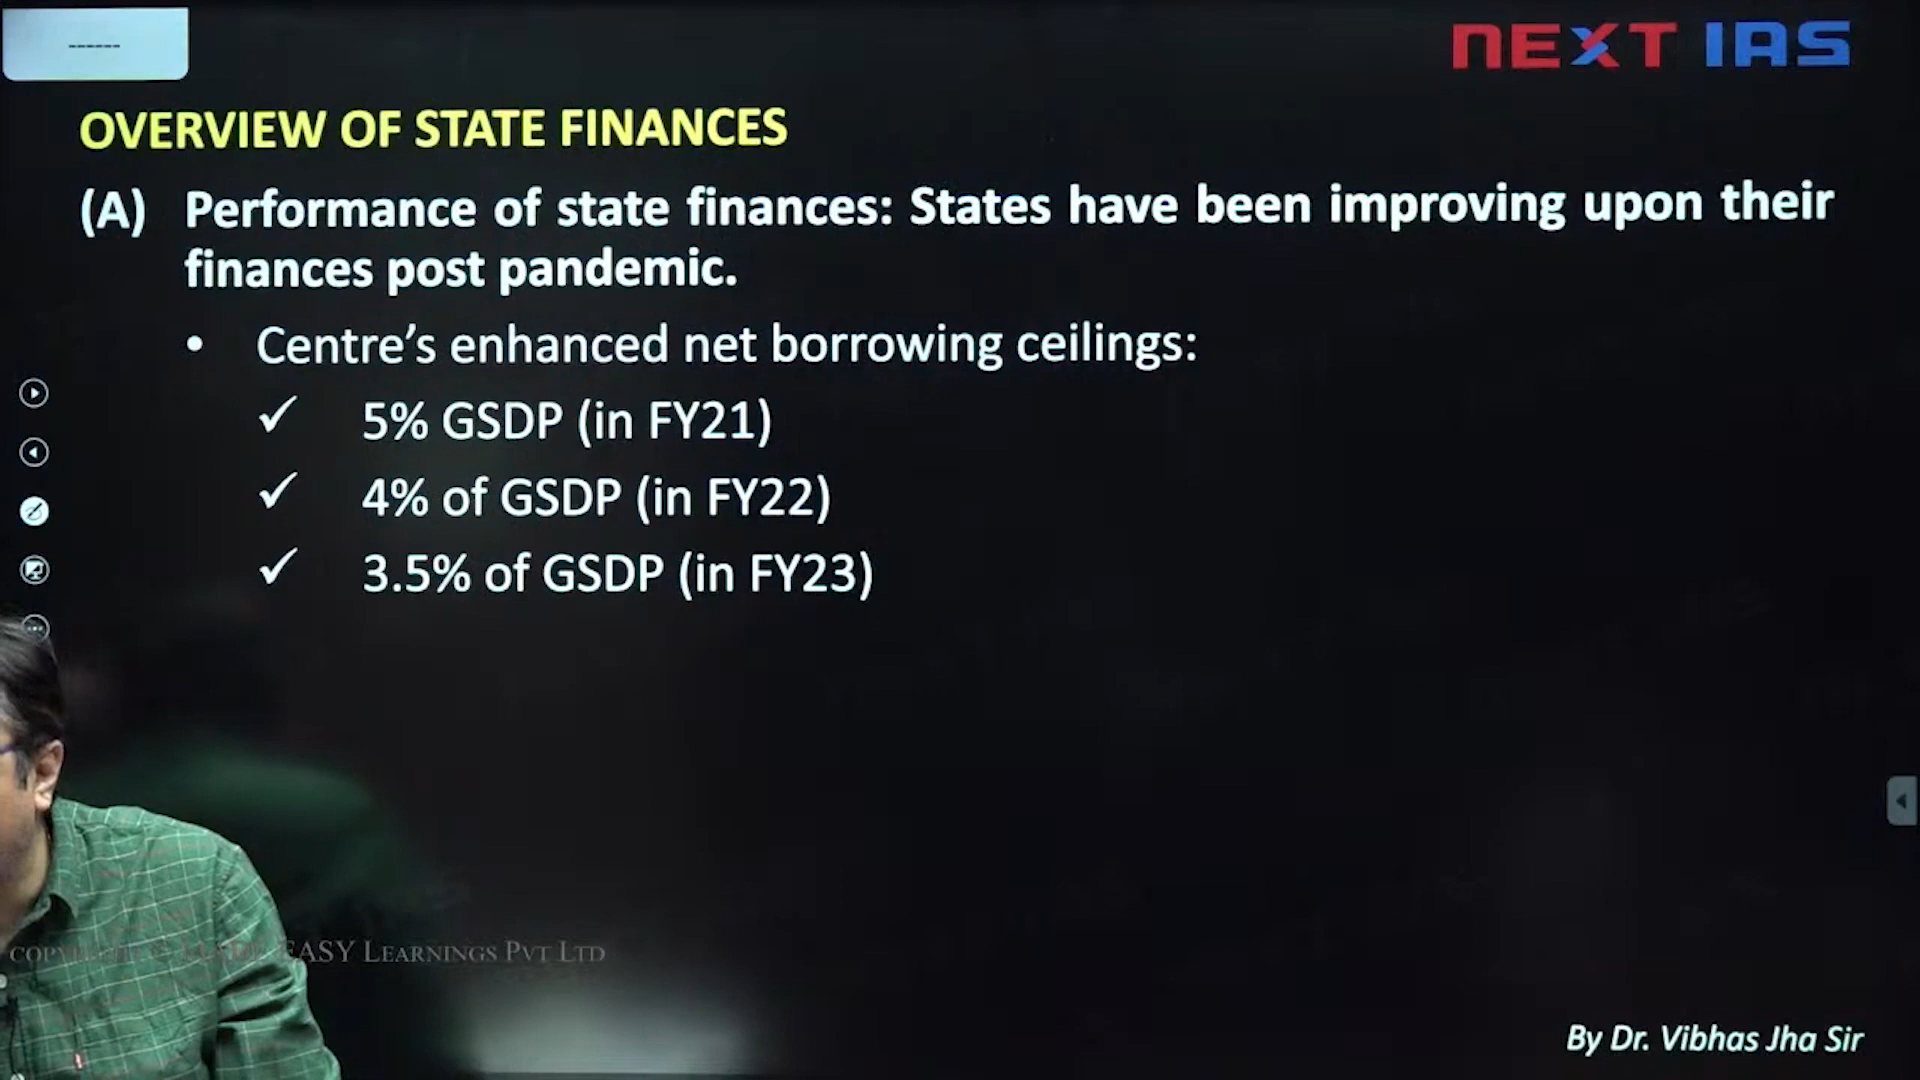 ------
NEXT IAS
OVERVIEW OF STATE FINANCES
(A) Performance of state finances: States have been improving upon their
finances post pandemic.
• Centre’s enhanced net borrowing ceilings:
✓ 5% GSDP (in FY21)
✓ 4% of GSDP (in FY22)
✓ 3.5% of GSDP (in FY23)
EASY LEARNINGS PVT LTD
By Dr. Vibhas Jha Sir